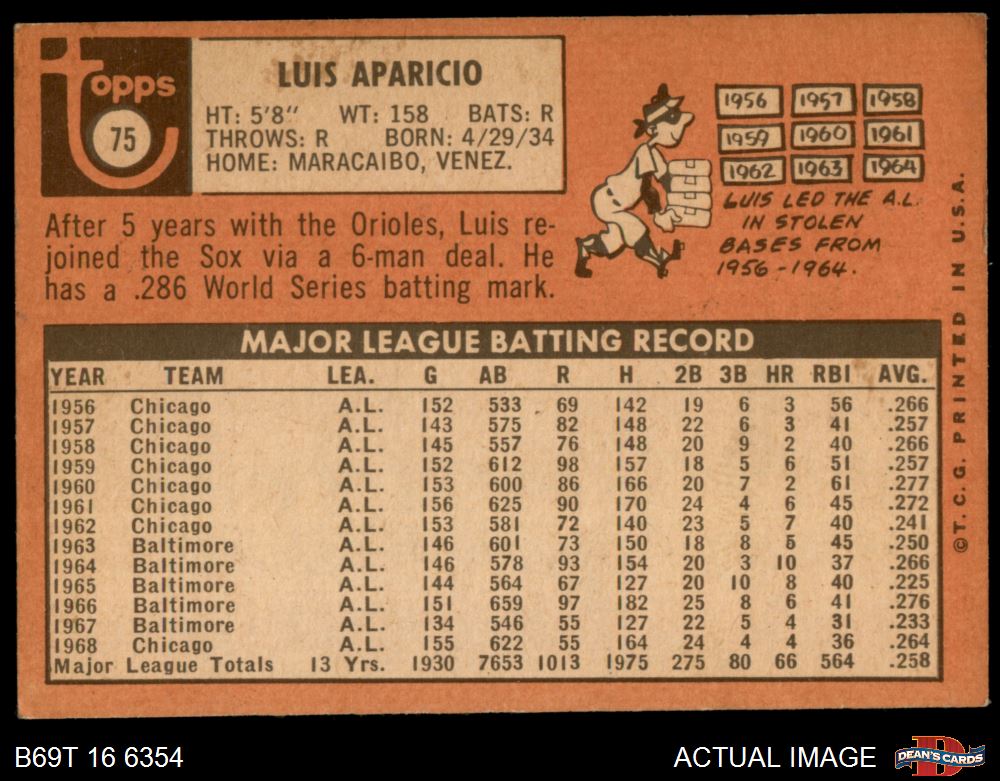 topps
75
LUIS APARICIO
HT: 5'8" WT: 158 BATS: R
THROWS: R BORN: 4/29/34
HOME: MARACAIBO, VENEZ.
After 5 years with the Orioles, Luis re-
joined the Sox via a 6-man deal. He
has a .286 World Series batting mark.
1956 1957 1958
1959 1960 1961
1962 1963 1964
LUIS LED THE A.L.
IN STOLEN
BASES FROM
1956-1964.
MAJOR LEAGUE BATTING RECORD
YEAR TEAM LEA. G AB R H 2B 3B HR RBI AVG.
1956 Chicago A.L. 152 533 69 142 19 6 3 56 .266
1957 Chicago A.L. 143 575 82 148 22 6 3 41 .257
1958 Chicago A.L. 145 557 76 148 20 9 2 40 .266
1959 Chicago A.L. 152 612 98 157 18 5 6 51 .257
1960 Chicago A.L. 153 600 86 166 20 7 2 61 .277
1961 Chicago A.L. 156 625 90 170 24 4 6 45 .272
1962 Chicago A.L. 153 581 72 140 23 5 7 40 .241
1963 Baltimore A.L. 146 601 73 150 18 8 5 45 .250
1964 Baltimore A.L. 146 578 93 154 20 3 10 37 .266
1965 Baltimore A.L. 144 564 67 127 20 10 8 40 .225
1966 Baltimore A.L. 151 659 97 182 25 8 6 41 .276
1967 Baltimore A.L. 134 546 55 127 22 5 4 31 .233
1968 Chicago A.L. 155 622 55 164 24 4 4 36 .264
Major League Totals 13 Yrs. 1930 7653 1013 1975 275 80 66 564 .258
©T.C.G. PRINTED IN U.S.A.
B69T 16 6354
ACTUAL IMAGE
D
DEAN'S CARDS